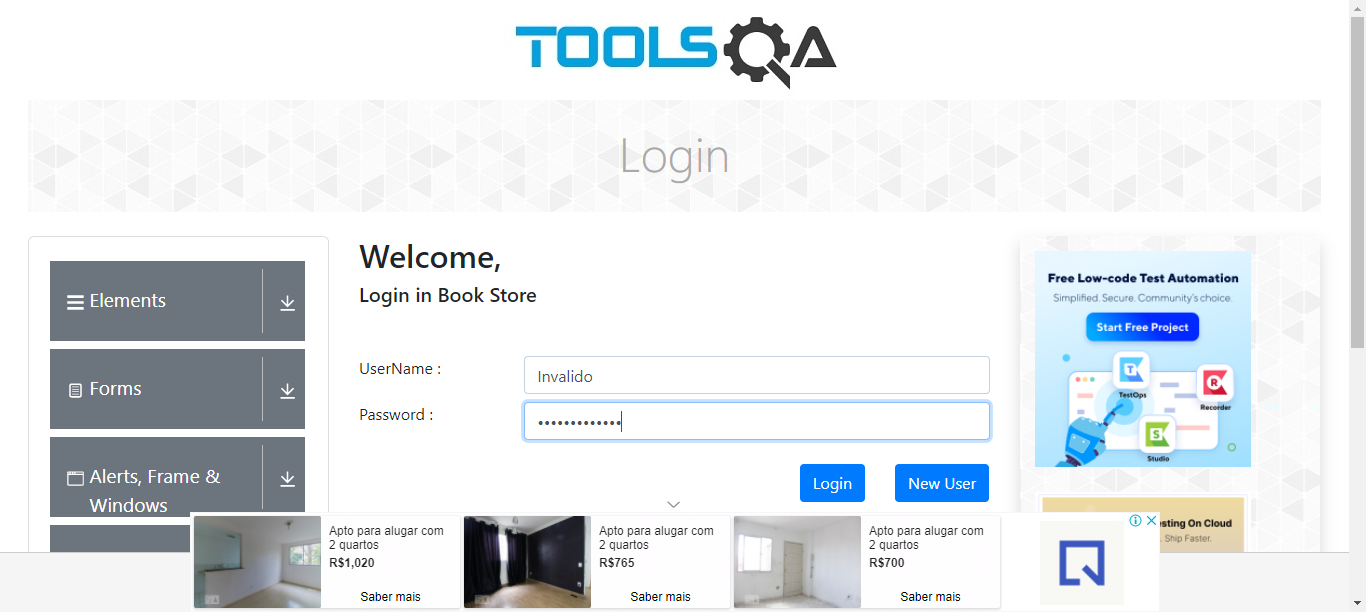 TOOLSQA
Login
Elements
Forms
Alerts, Frame &
Windows
Welcome,
Login in Book Store
UserName :
Invalido
Password :
•••••••••••••
Login
New User
Free Low-code Test Automation
Simplified. Secure. Community's choice.
Start Free Project
TestOps
Recorder
Studio
sting On Cloud
. Ship Faster.
Apto para alugar com
2 quartos
R$1,020
Saber mais
Apto para alugar com
2 quartos
R$765
Saber mais
Apto para alugar com
2 quartos
R$700
Saber mais